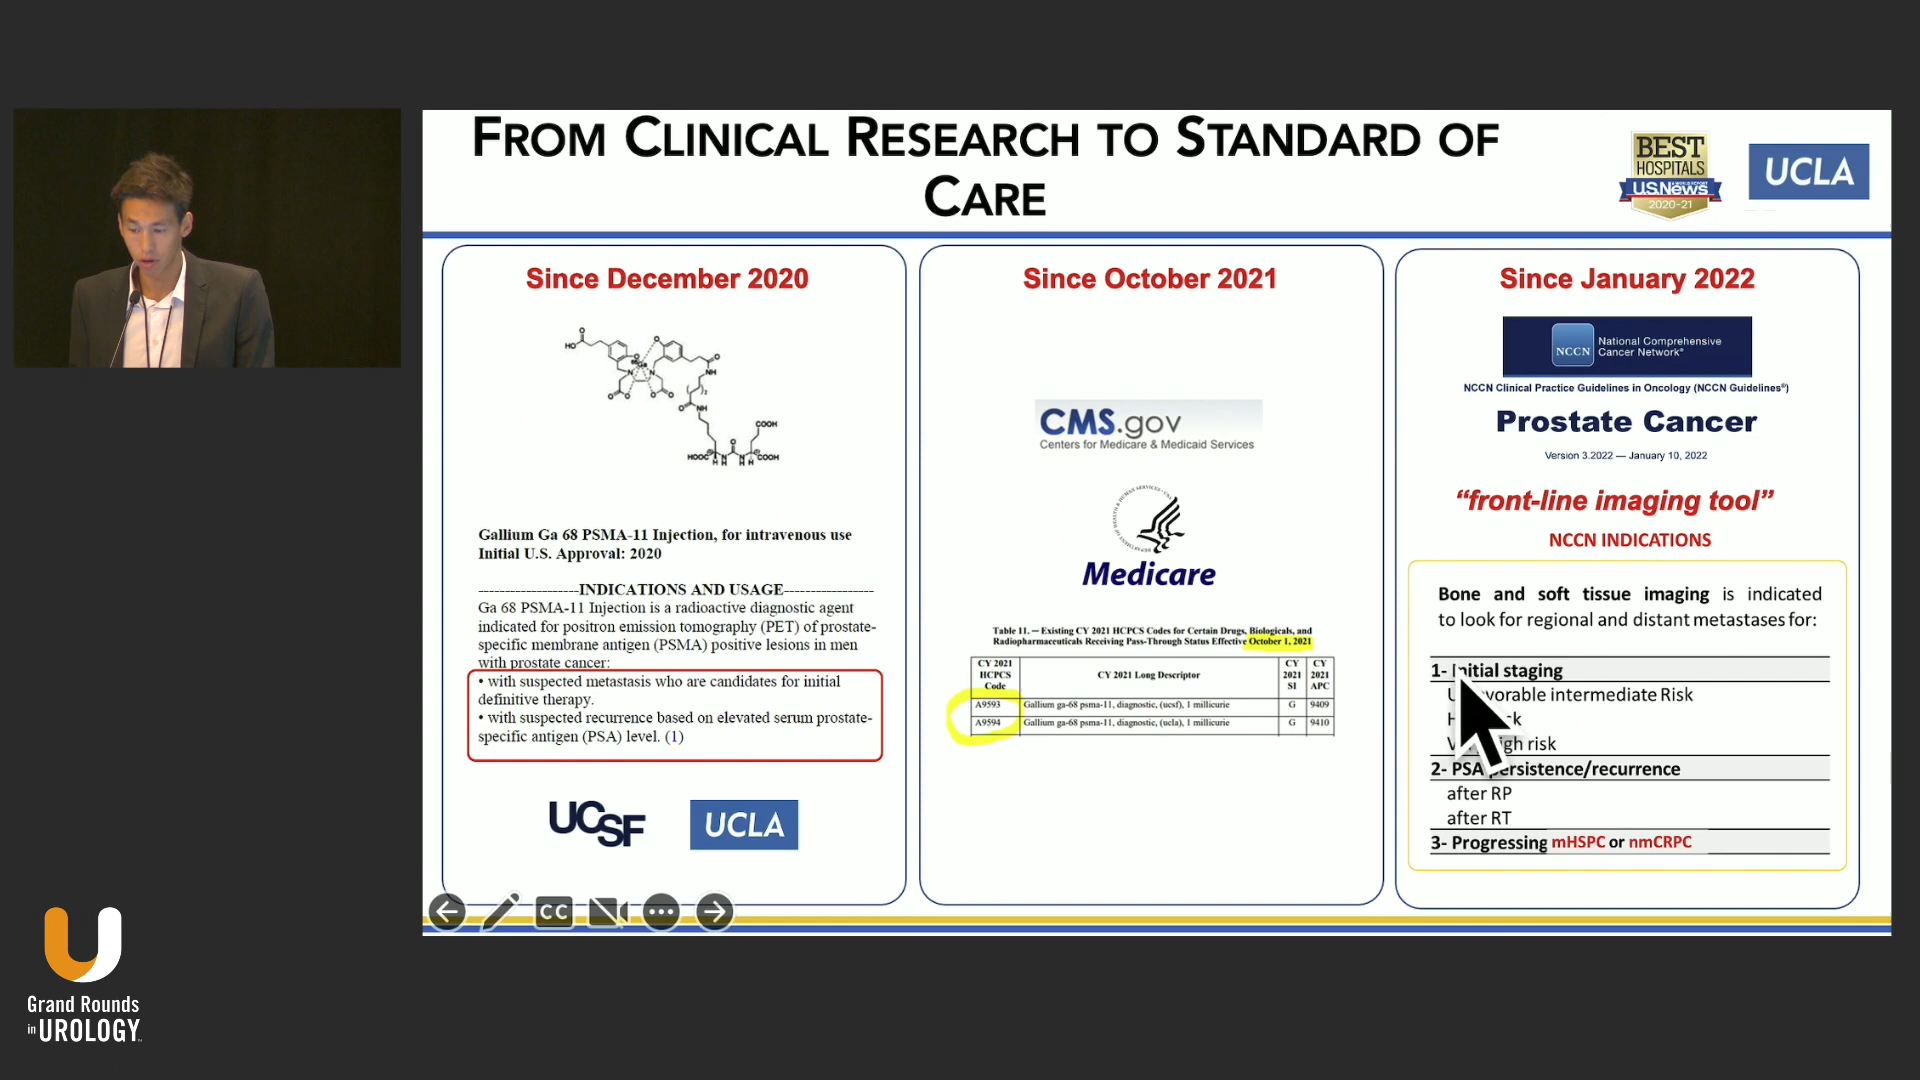 FROM CLINICAL RESEARCH TO STANDARD OF
CARE
BEST
HOSPITALS
U.S.News
2020-21
UCLA
Since December 2020
HO
O
O
NH
O
NH
COOH
HOOC
COOH
Gallium Ga 68 PSMA-11 Injection, for intravenous use
Initial U.S. Approval: 2020
-------------------INDICATIONS AND USAGE-----------------
Ga 68 PSMA-11 Injection is a radioactive diagnostic agent
indicated for positron emission tomography (PET) of prostate-
specific membrane antigen (PSMA) positive lesions in men
with prostate cancer:
• with suspected metastasis who are candidates for initial
definitive therapy.
• with suspected recurrence based on elevated serum prostate-
specific antigen (PSA) level. (1)
UCSF
UCLA
Since October 2021
CMS.gov
Centers for Medicare & Medicaid Services
Medicare
Table 11. — Existing CY 2021 HCPCS Codes for Certain Drugs, Biologicals, and
Radiopharmaceuticals Receiving Pass-Through Status Effective October 1, 2021
CY 2021 HCPCS Code CY 2021 Long Descriptor CY 2021 SI CY 2021 APC
A9593 Gallium ga-68 psma-11, diagnostic, (ucsf), 1 millicurie G 9409
A9594 Gallium ga-68 psma-11, diagnostic, (ucla), 1 millicurie G 9410
Since January 2022
NCCN National Comprehensive
Cancer Network®
NCCN Clinical Practice Guidelines in Oncology (NCCN Guidelines®)
Prostate Cancer
Version 3.2022 — January 10, 2022
“front-line imaging tool”
NCCN INDICATIONS
Bone and soft tissue imaging is indicated
to look for regional and distant metastases for:
1- Initial staging
intermediate Risk
risk
2- PSA persistence/recurrence
after RP
after RT
3- Progressing mHSPC or nmCRPC
CC
Grand Rounds
in UROLOGY